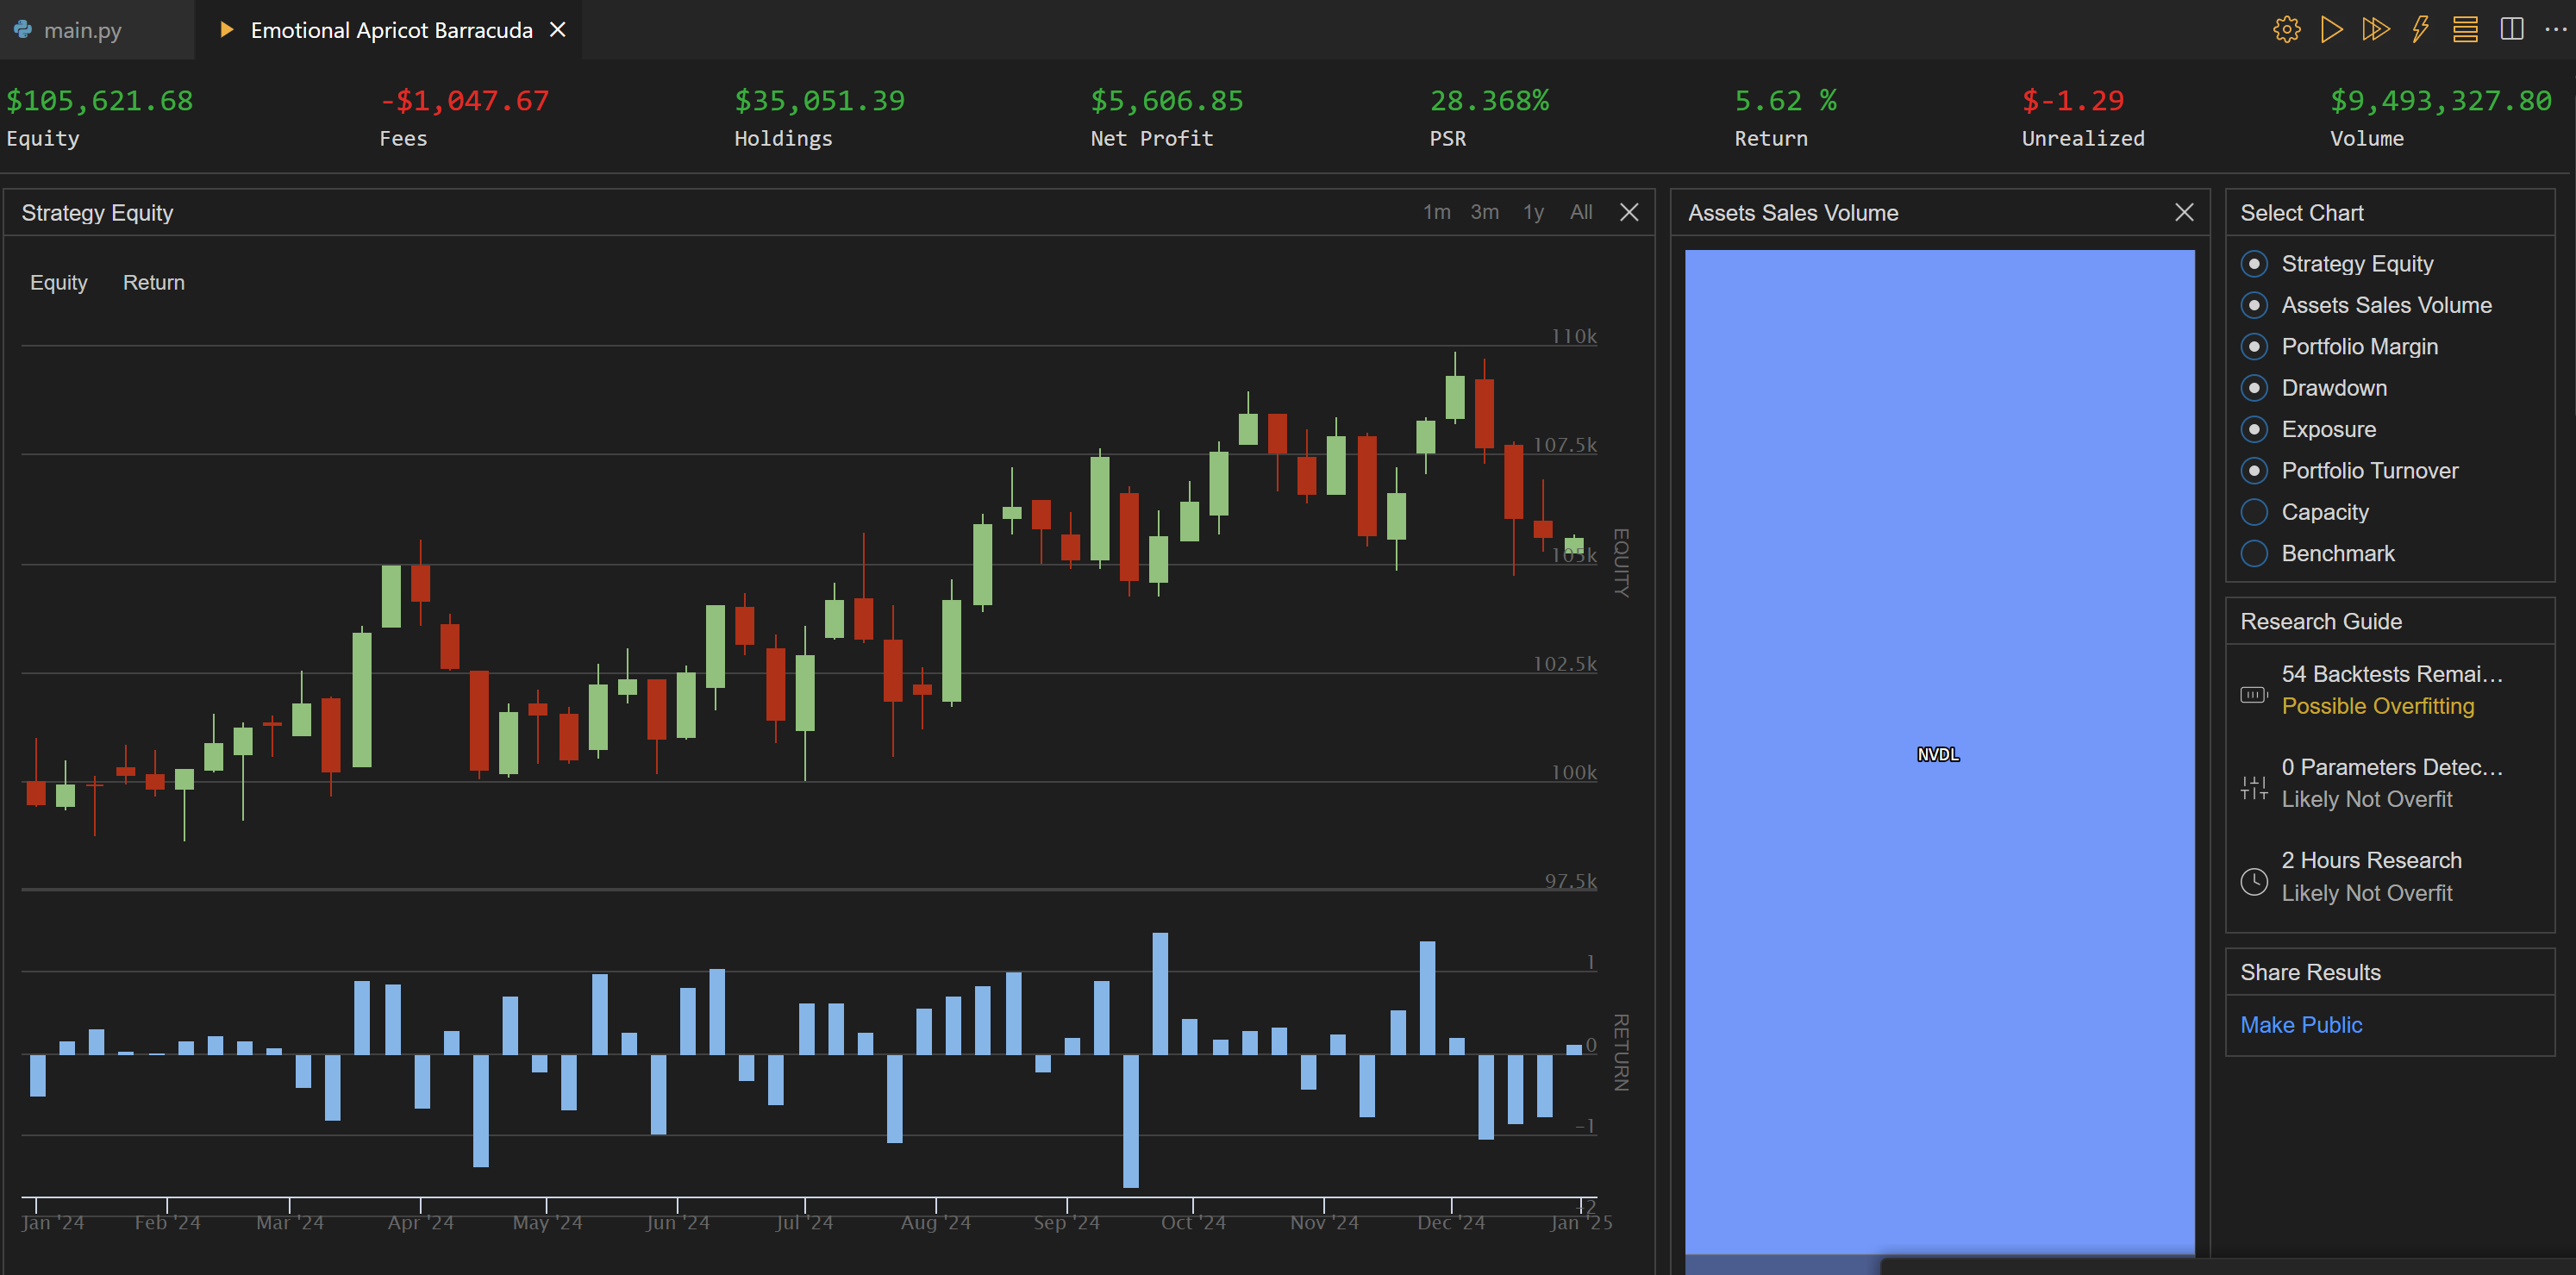 main.py
Emotional Apricot Barracuda
$105,621.68
Equity
-$1,047.67
Fees
$35,051.39
Holdings
$5,606.85
Net Profit
28.368%
PSR
5.62 %
Return
$-1.29
Unrealized
$9,493,327.80
Volume
Strategy Equity
1m 3m 1y All
Equity Return
110k
107.5k
105k
102.5k
100k
97.5k
EQUITY
1
0
-1
-2
RETURN
Jan '24 Feb '24 Mar '24 Apr '24 May '24 Jun '24 Jul '24 Aug '24 Sep '24 Oct '24 Nov '24 Dec '24 Jan '25
Assets Sales Volume
NVDL
Select Chart
Strategy Equity
Assets Sales Volume
Portfolio Margin
Drawdown
Exposure
Portfolio Turnover
Capacity
Benchmark
Research Guide
54 Backtests Remai...
Possible Overfitting
0 Parameters Detec...
Likely Not Overfit
2 Hours Research
Likely Not Overfit
Share Results
Make Public